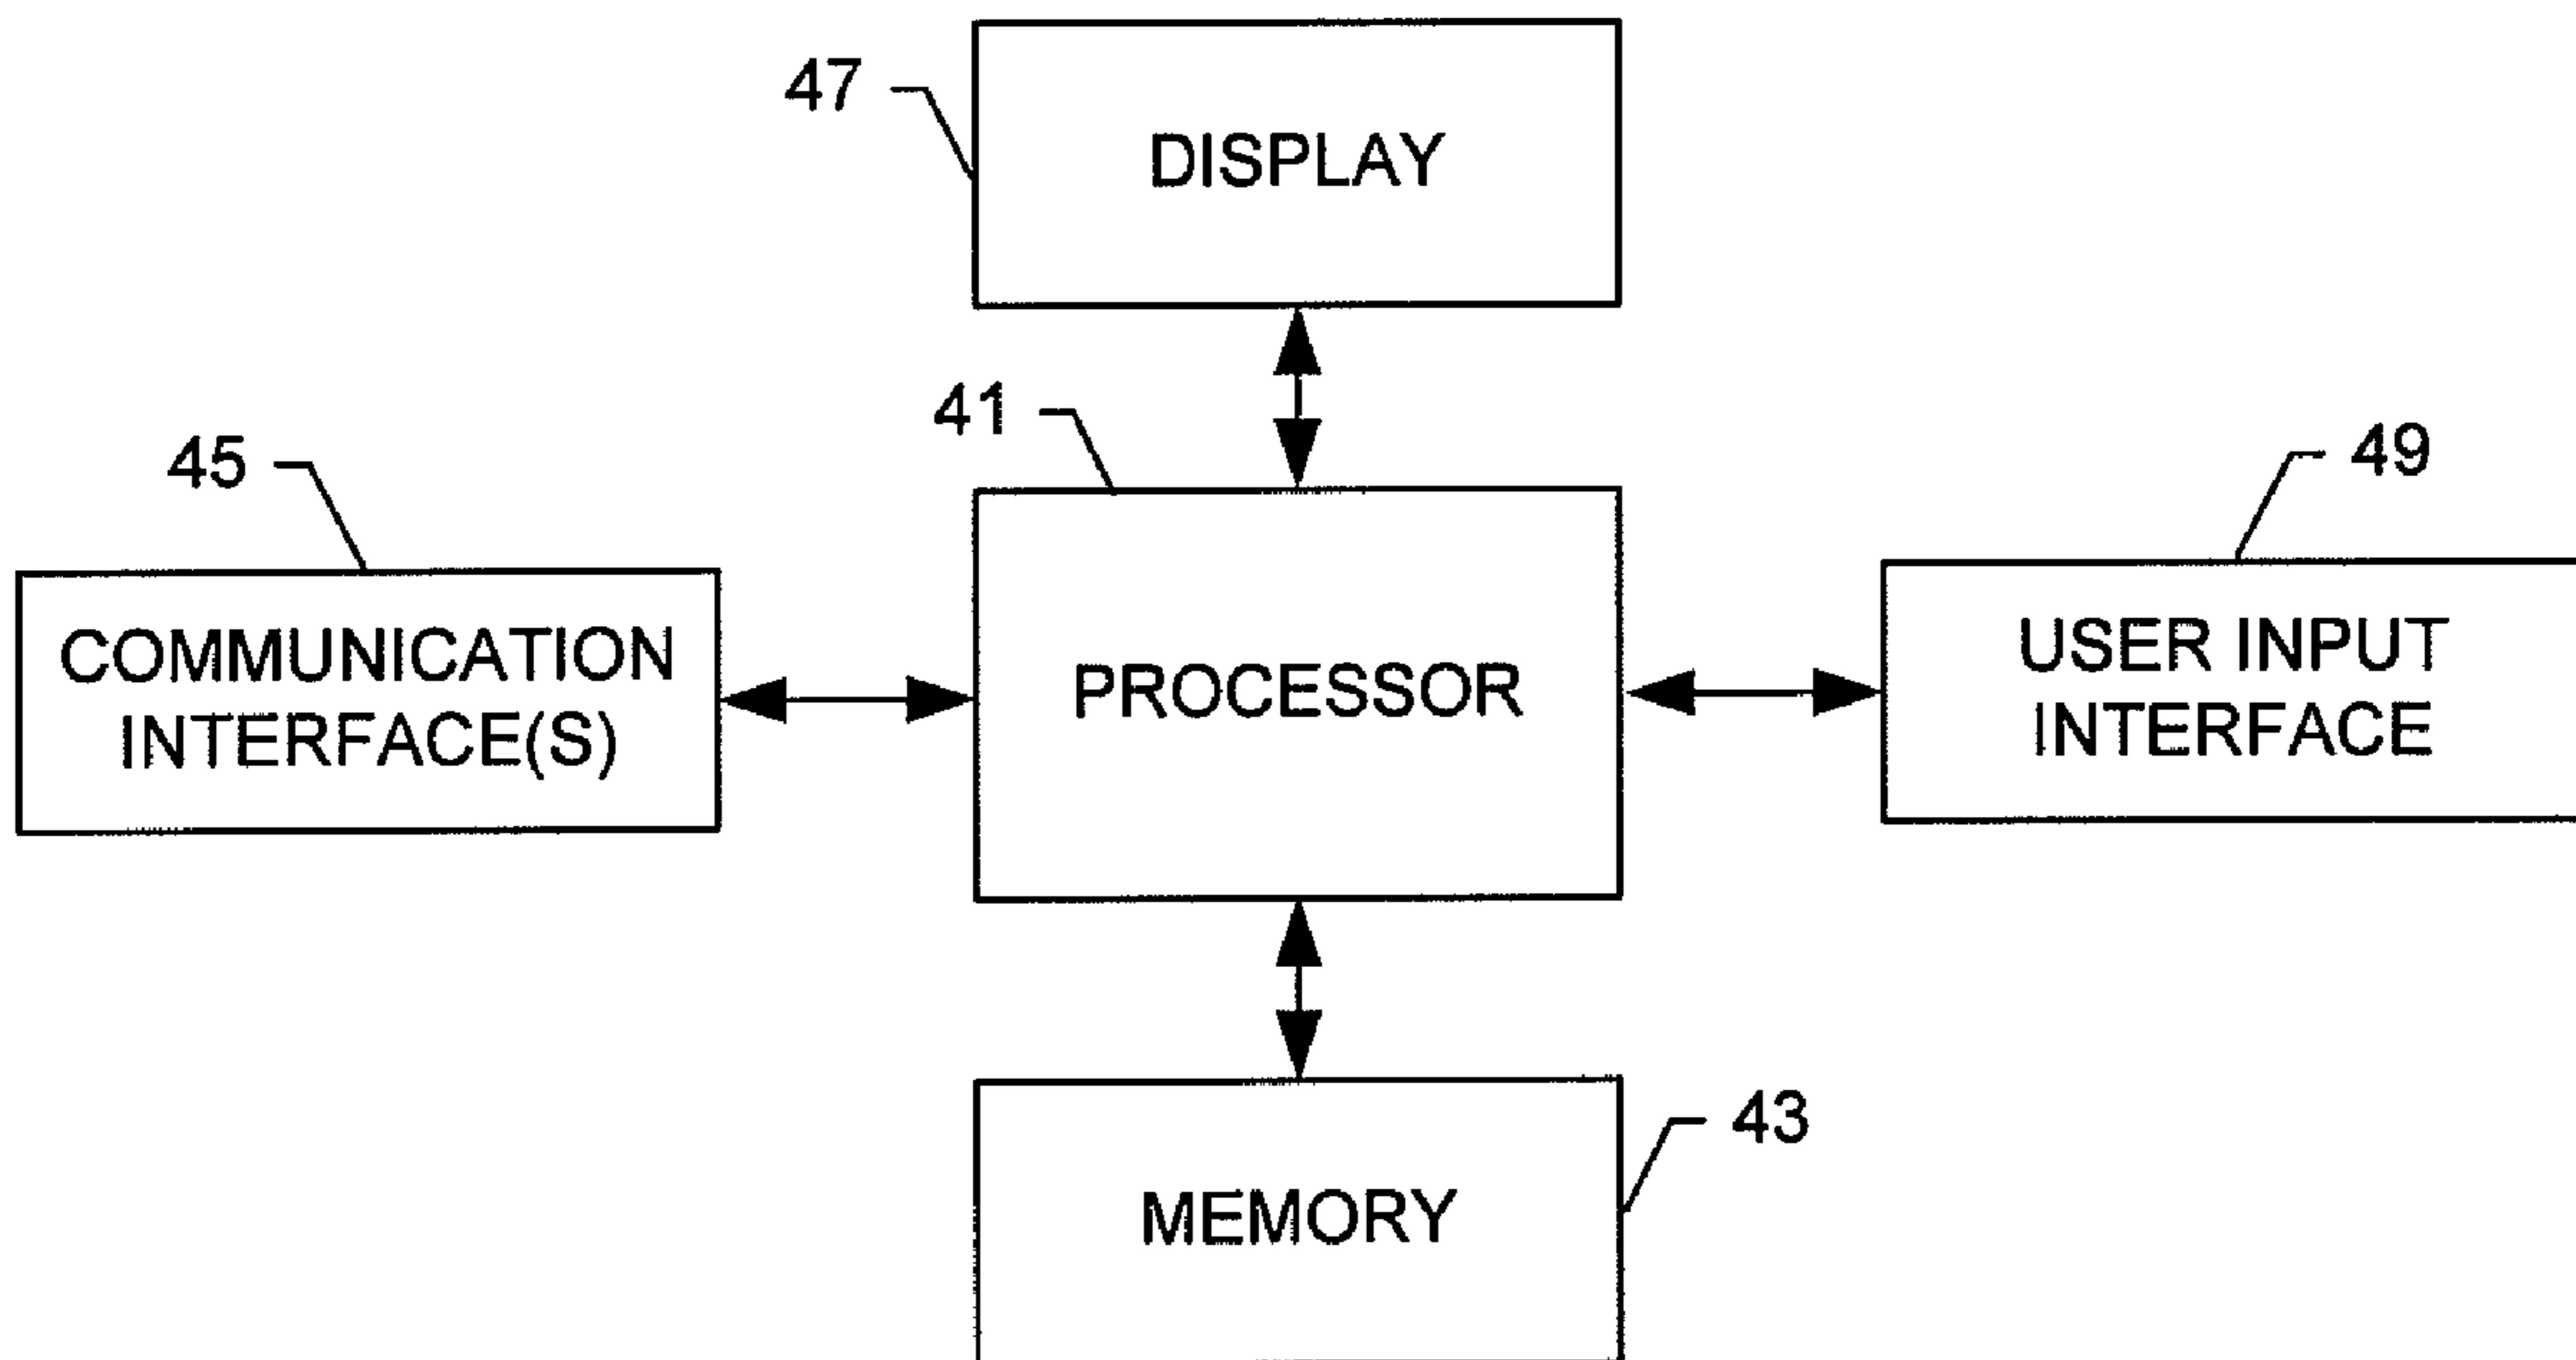 47
DISPLAY
41
45
49
COMMUNICATION
INTERFACE(S)
PROCESSOR
USER INPUT
INTERFACE
43
MEMORY